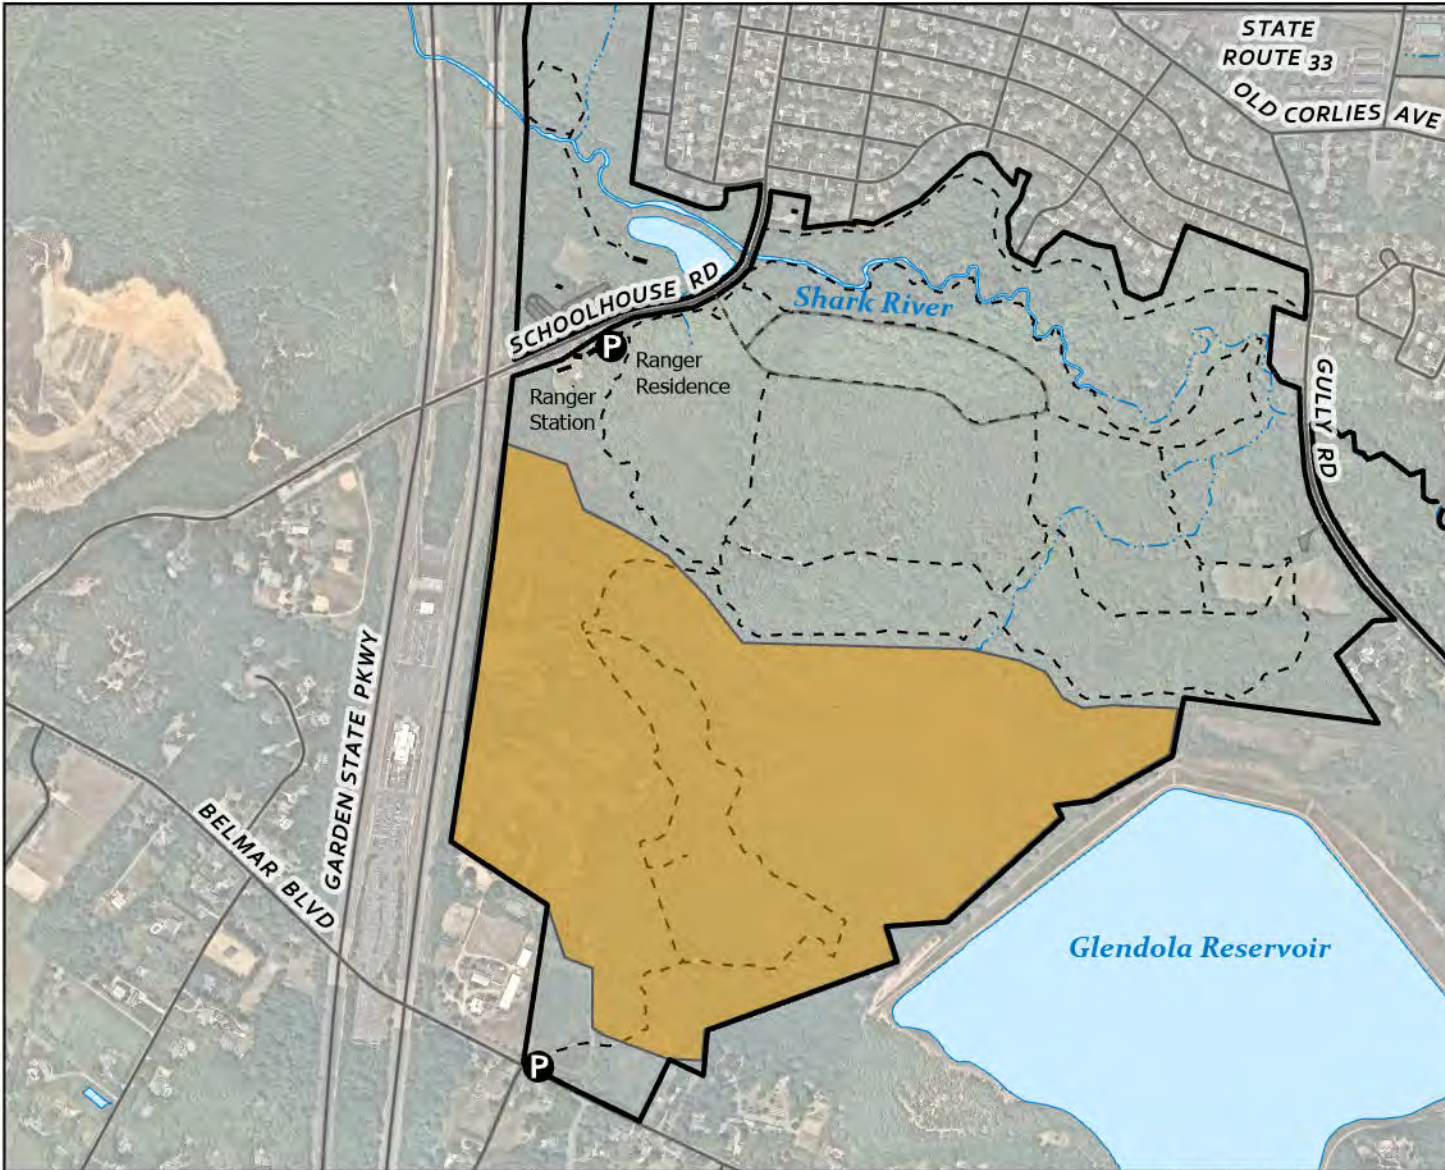 STATE
ROUTE 33
OLD CORLIES AVE
SCHOOLHOUSE RD
Shark River
P
Ranger
Residence
Ranger
Station
GULLY RD
GARDEN STATE PKWY
BELMAR BLVD
Glendola Reservoir
P